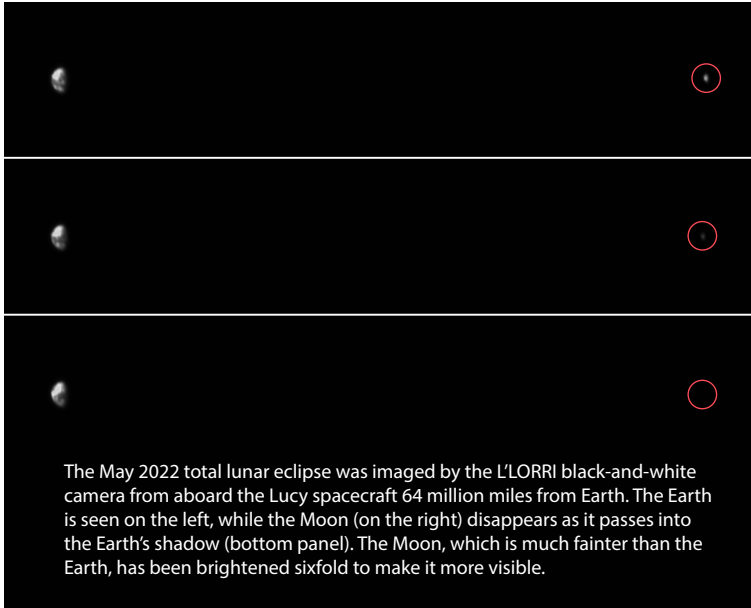 The May 2022 total lunar eclipse was imaged by the L’LORRI black-and-white
camera from aboard the Lucy spacecraft 64 million miles from Earth. The Earth
is seen on the left, while the Moon (on the right) disappears as it passes into
the Earth’s shadow (bottom panel). The Moon, which is much fainter than the
Earth, has been brightened sixfold to make it more visible.